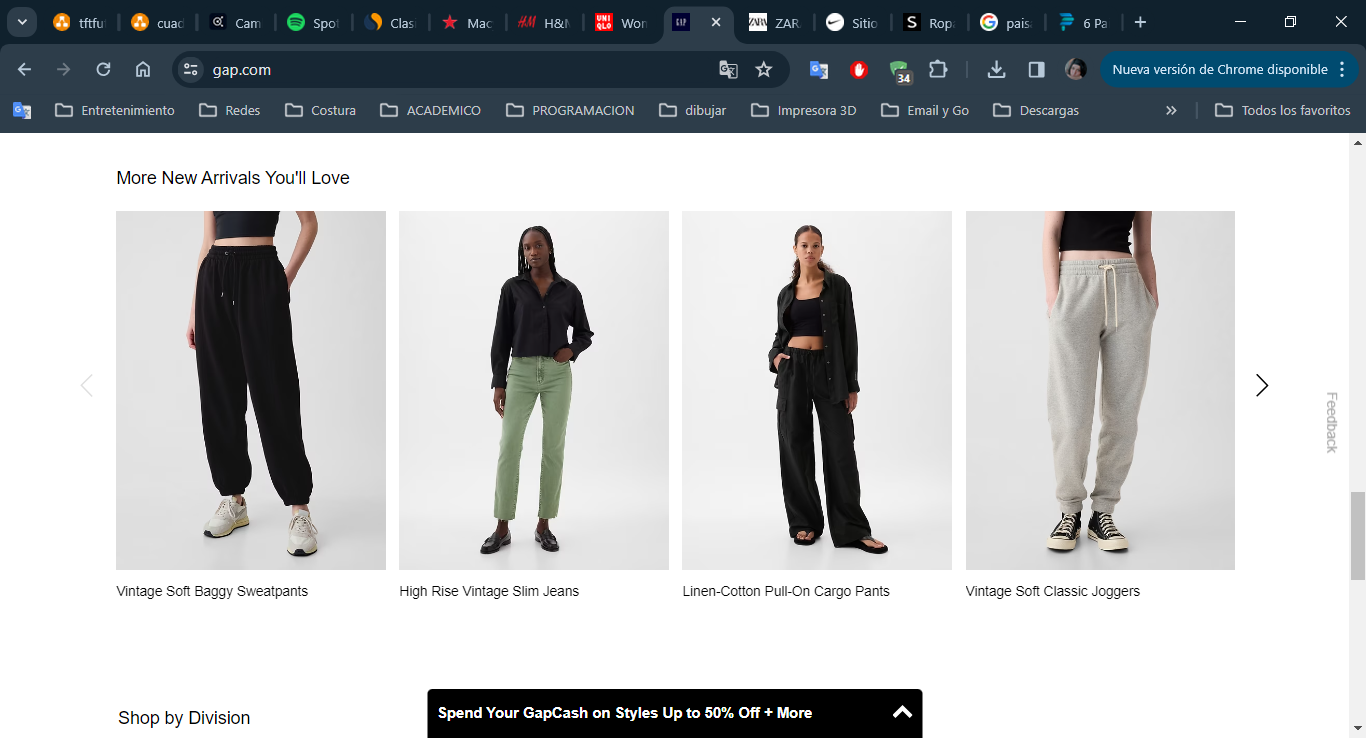 tftfu
cuad
Cam
Spot
Clas
Mac
H&M H&M
UNI QLO Won
GAP
ZARA ZAR
Sitio
S Ropa
pais
6 Pa
gap.com
34
Nueva versión de Chrome disponible
Entretenimiento
Redes
Costura
ACADEMICO
PROGRAMACION
dibujar
Impresora 3D
Email y Go
Descargas
Todos los favoritos
More New Arrivals You'll Love
Feedback
Vintage Soft Baggy Sweatpants
High Rise Vintage Slim Jeans
Linen-Cotton Pull-On Cargo Pants
Vintage Soft Classic Joggers
Shop by Division
Spend Your GapCash on Styles Up to 50% Off + More